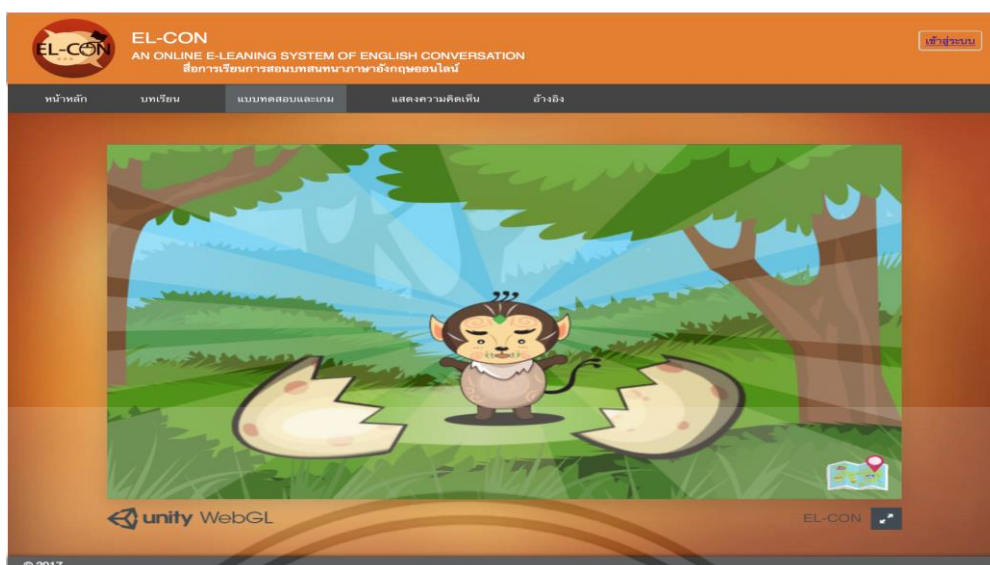 EL-CON
EL-CON
AN ONLINE E-LEANING SYSTEM OF ENGLISH CONVERSATION
สื่อการเรียนการสอนบทสนทนาภาษาอังกฤษออนไลน์
เข้าสู่ระบบ
หน้าหลัก บทเรียน แบบทดสอบและเกม แสดงความคิดเห็น อ้างอิง
unity WebGL
EL-CON
© 2017